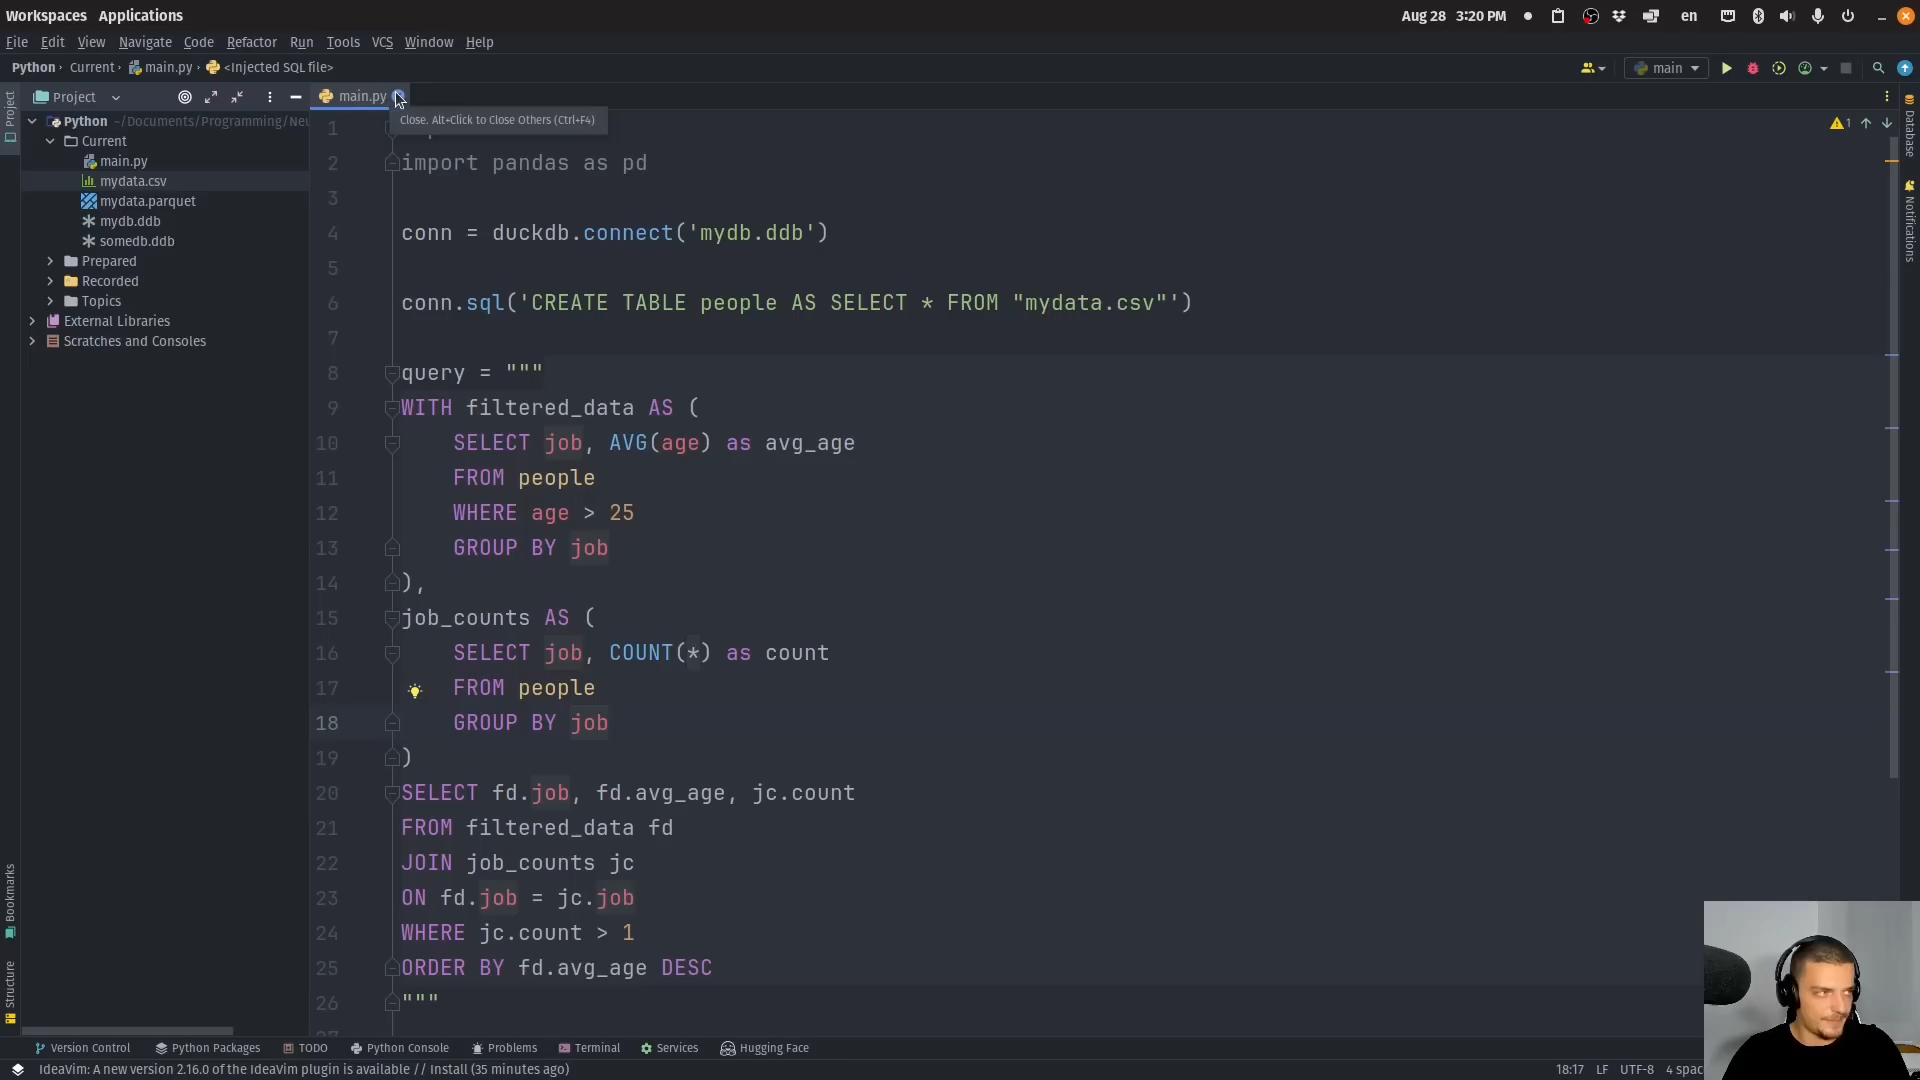 Workspaces Applications
Aug 28 3:20 PM
en
File Edit View Navigate Code Refactor Run Tools VCS Window Help
Python › Current › main.py › <Injected SQL file>
main
Project
main.py
Close. Alt+Click to Close Others (Ctrl+F4)
Python ~/Documents/Programming/Neu
Current
main.py
mydata.csv
mydata.parquet
mydb.ddb
somedb.ddb
Prepared
Recorded
Topics
External Libraries
Scratches and Consoles
Project
Bookmarks
Structure
Database
Notifications
1
1
2 import pandas as pd
3
4 conn = duckdb.connect('mydb.ddb')
5
6 conn.sql('CREATE TABLE people AS SELECT * FROM "mydata.csv"')
7
8 query = """
9 WITH filtered_data AS (
10 SELECT job, AVG(age) as avg_age
11 FROM people
12 WHERE age > 25
13 GROUP BY job
14 ),
15 job_counts AS (
16 SELECT job, COUNT(*) as count
17 FROM people
18 GROUP BY job
19 )
20 SELECT fd.job, fd.avg_age, jc.count
21 FROM filtered_data fd
22 JOIN job_counts jc
23 ON fd.job = jc.job
24 WHERE jc.count > 1
25 ORDER BY fd.avg_age DESC
26 """
Version Control Python Packages TODO Python Console Problems Terminal Services Hugging Face
IdeaVim: A new version 2.16.0 of the IdeaVim plugin is available // Install (35 minutes ago)
18:17 LF UTF-8 4 spac